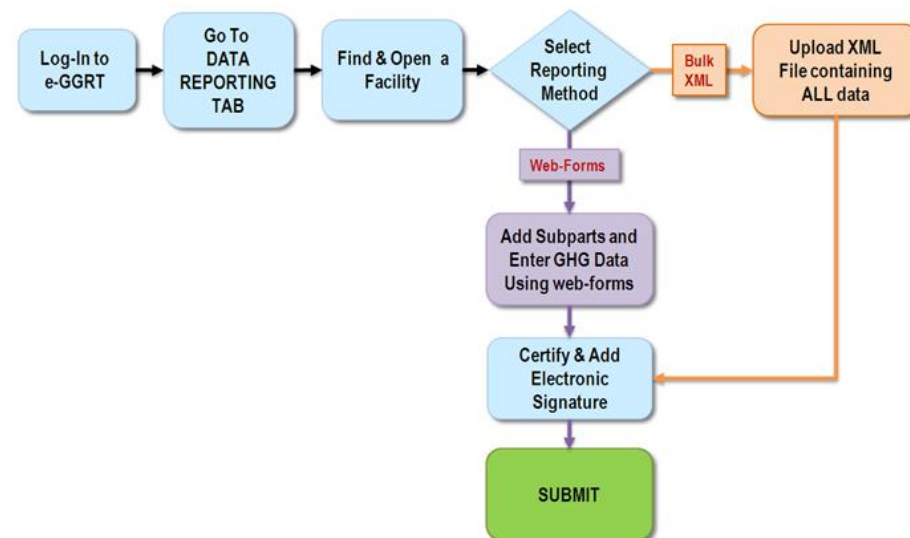 Log-In to
e-GGRT
Go To
DATA
REPORTING
TAB
Find & Open a
Facility
Select
Reporting
Method
Bulk
XML
Upload XML
File containing
ALL data
Web-Forms
Add Subparts and
Enter GHG Data
Using web-forms
Certify & Add
Electronic
Signature
SUBMIT